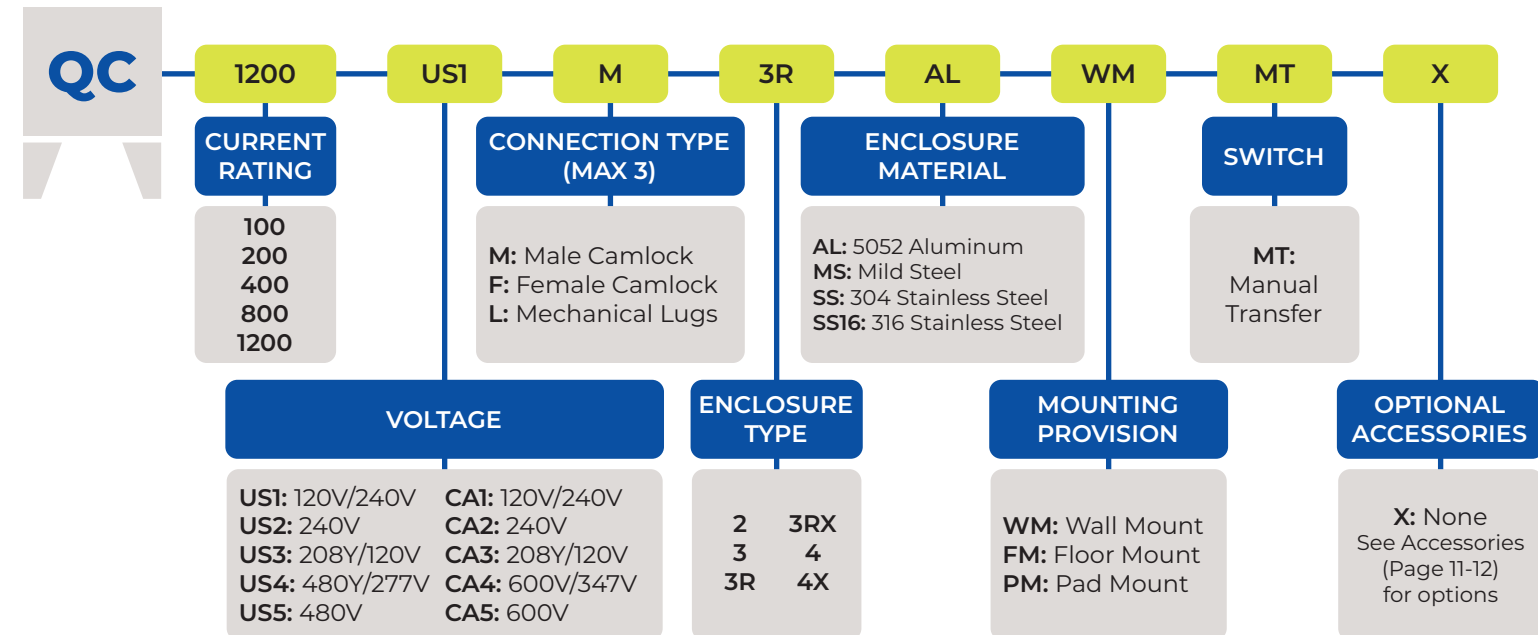 QC
1200 US1 M 3R AL WM MT X
CURRENT
RATING
100
200
400
800
1200
CONNECTION TYPE
(MAX 3)
M: Male Camlock
F: Female Camlock
L: Mechanical Lugs
ENCLOSURE
MATERIAL
AL: 5052 Aluminum
MS: Mild Steel
SS: 304 Stainless Steel
SS16: 316 Stainless Steel
SWITCH
MT:
Manual
Transfer
VOLTAGE
US1: 120V/240V CA1: 120V/240V
US2: 240V CA2: 240V
US3: 208Y/120V CA3: 208Y/120V
US4: 480Y/277V CA4: 600V/347V
US5: 480V CA5: 600V
ENCLOSURE
TYPE
2 3RX
3 4
3R 4X
MOUNTING
PROVISION
WM: Wall Mount
FM: Floor Mount
PM: Pad Mount
OPTIONAL
ACCESSORIES
X: None
See Accessories
(Page 11-12)
for options